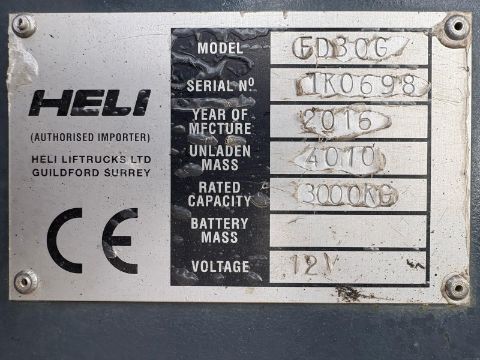 HELI
(AUTHORISED IMPORTER)
HELI LIFTRUCKS LTD
GUILDFORD SURREY
CE
MODEL FD30G
SERIAL Nº 1K0698
YEAR OF MFCTURE 2016
UNLADEN MASS 4010
RATED CAPACITY 3000KG
BATTERY MASS
VOLTAGE 12V